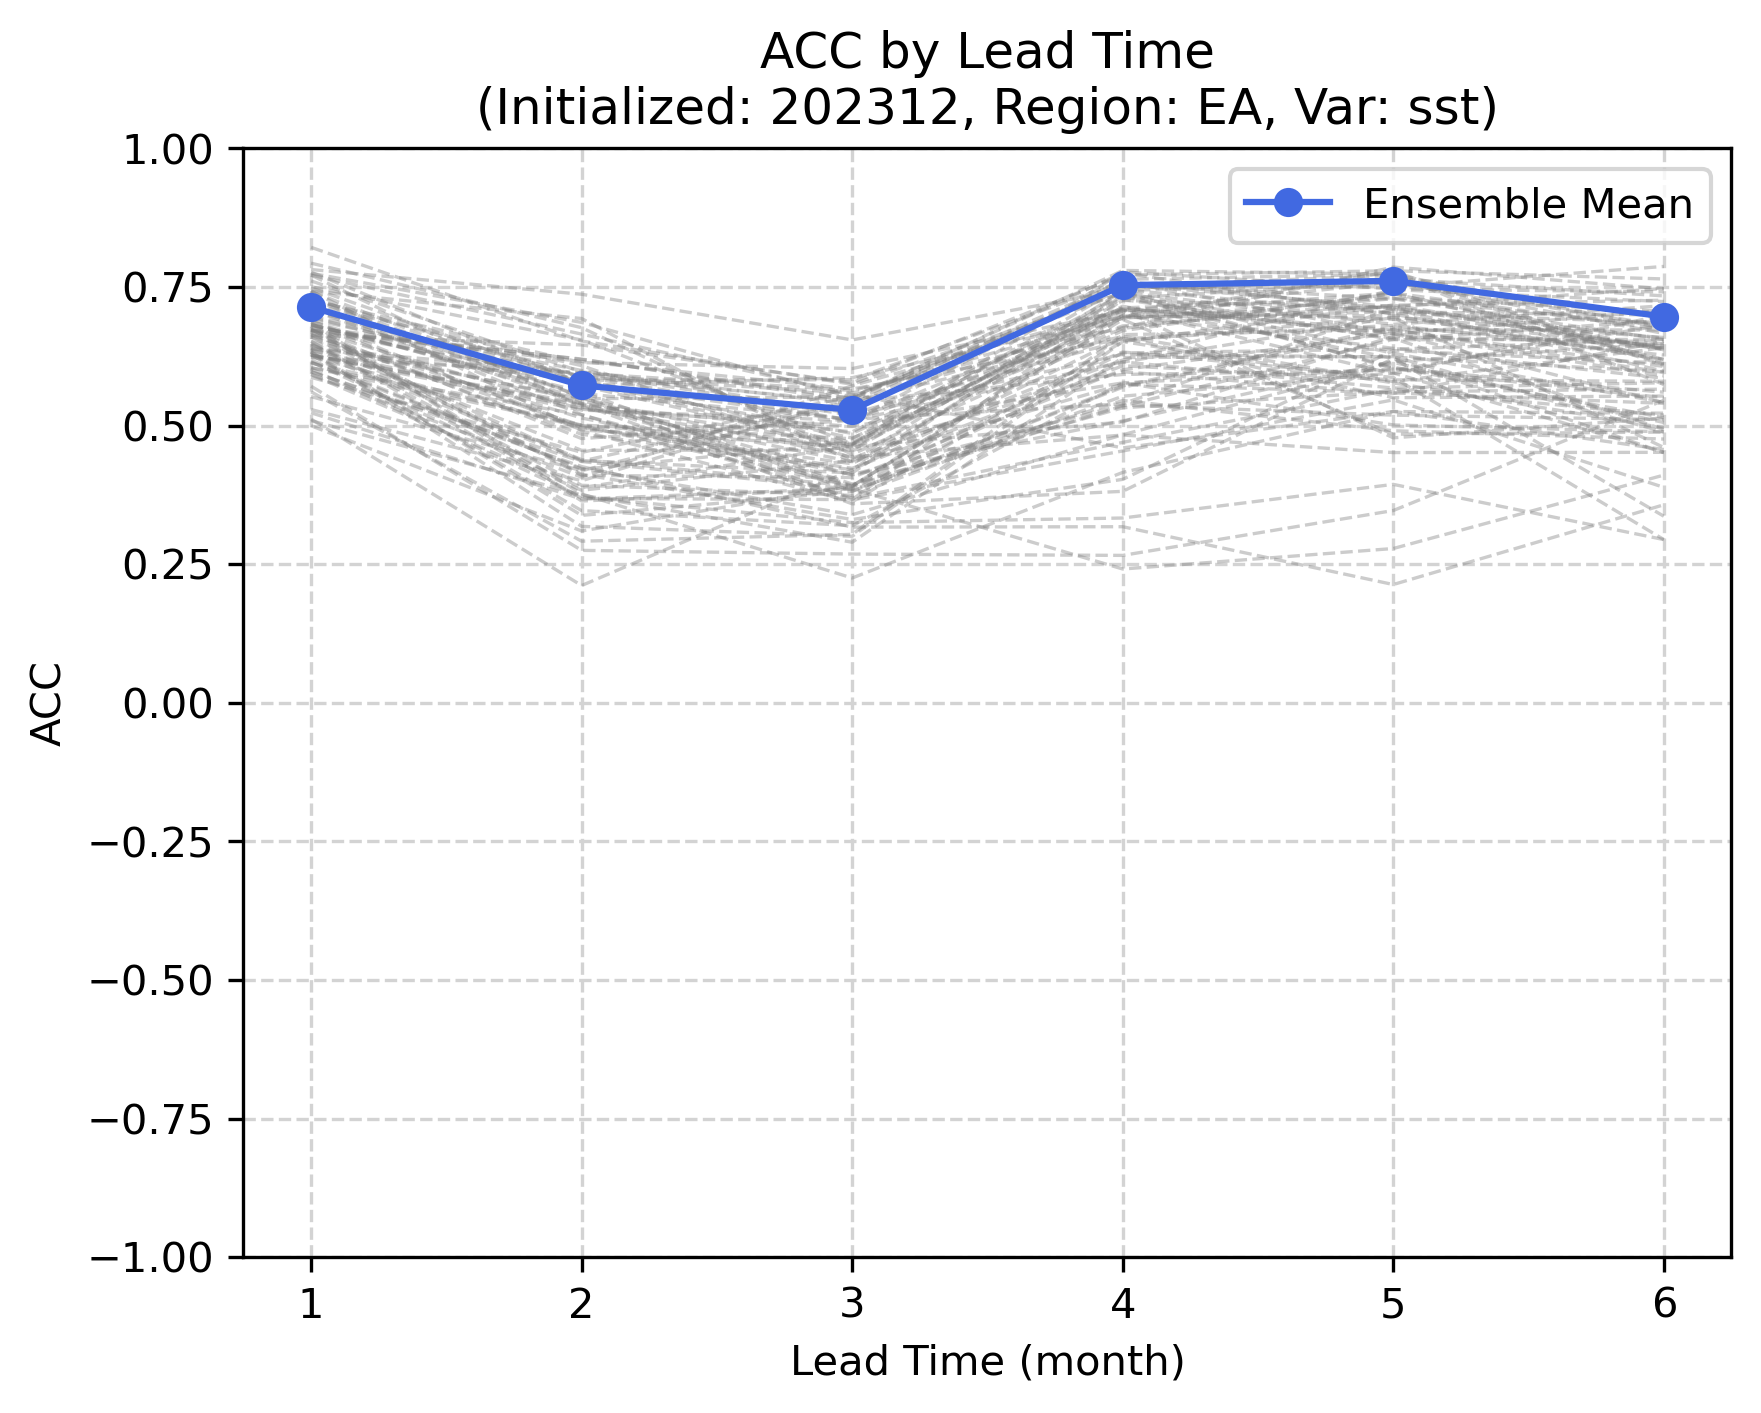 ACC by Lead Time
(Initialized: 202312, Region: EA, Var: sst)
Ensemble Mean
1.00
0.75
0.50
0.25
0.00
−0.25
−0.50
−0.75
−1.00
ACC
1 2 3 4 5 6
Lead Time (month)